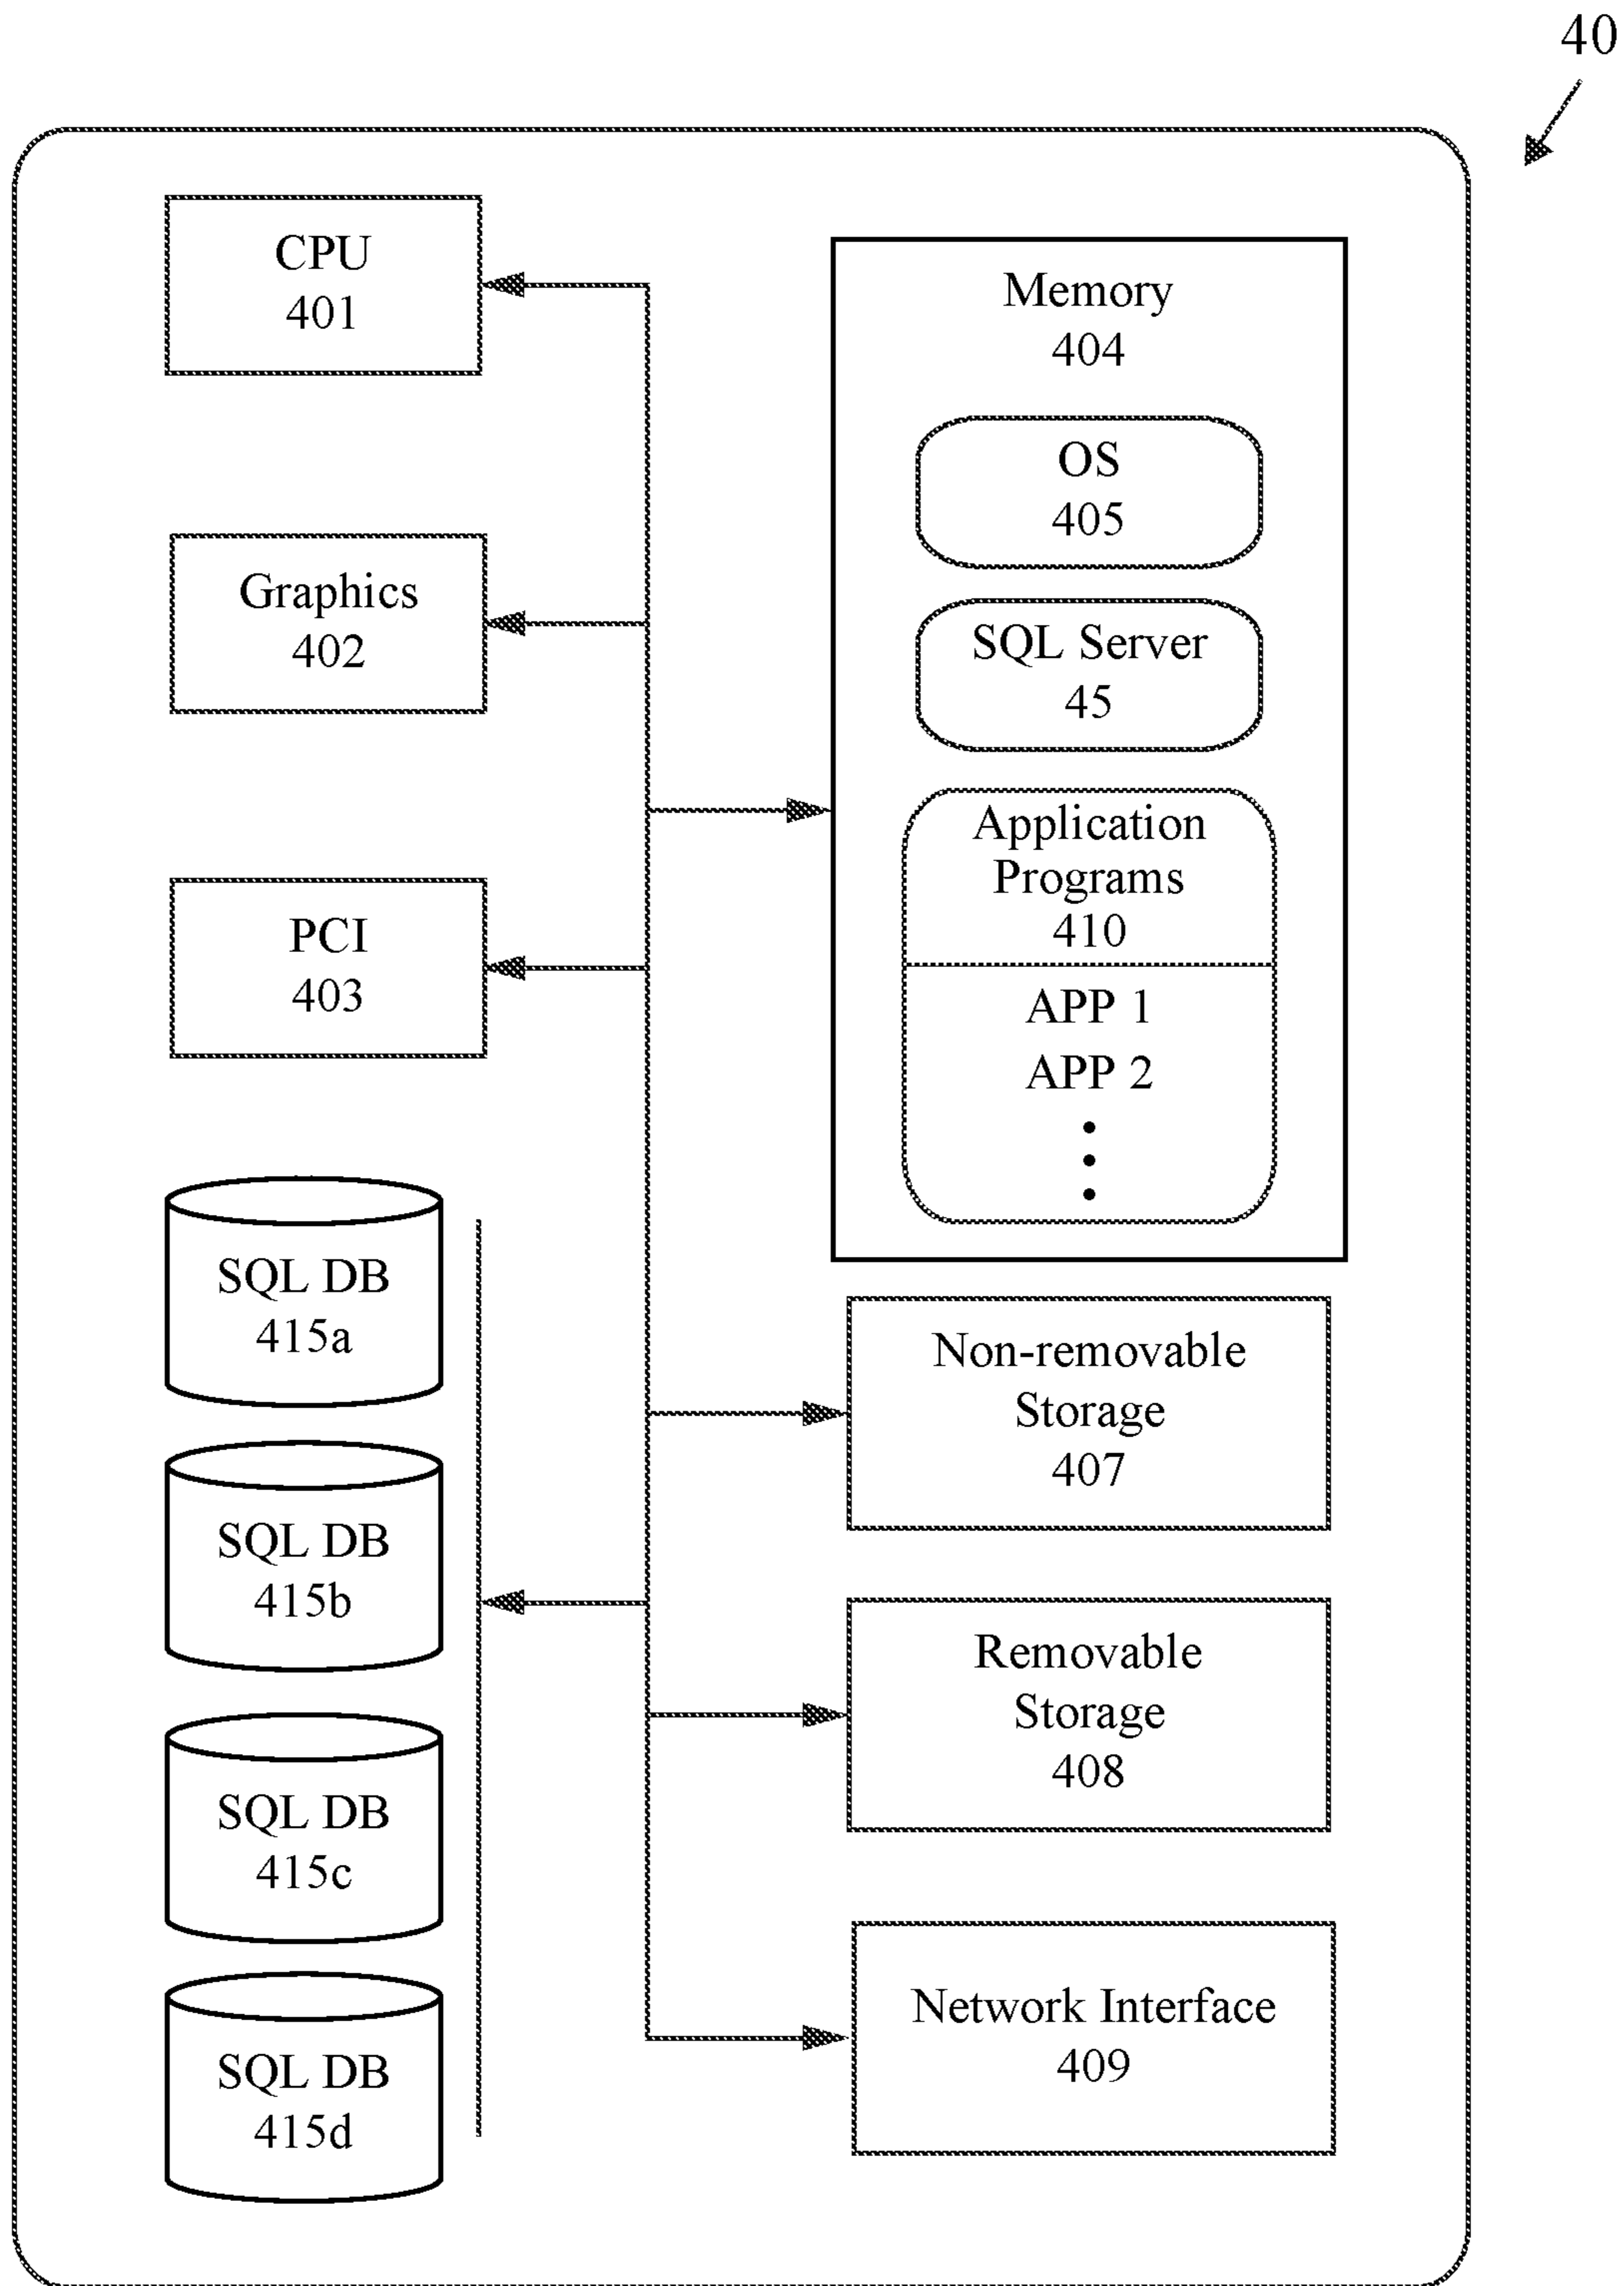 40
CPU
401
Graphics
402
PCI
403
SQL DB
415a
SQL DB
415b
SQL DB
415c
SQL DB
415d
Memory
404
OS
405
SQL Server
45
Application
Programs
410
APP 1
APP 2
Non-removable
Storage
407
Removable
Storage
408
Network Interface
409